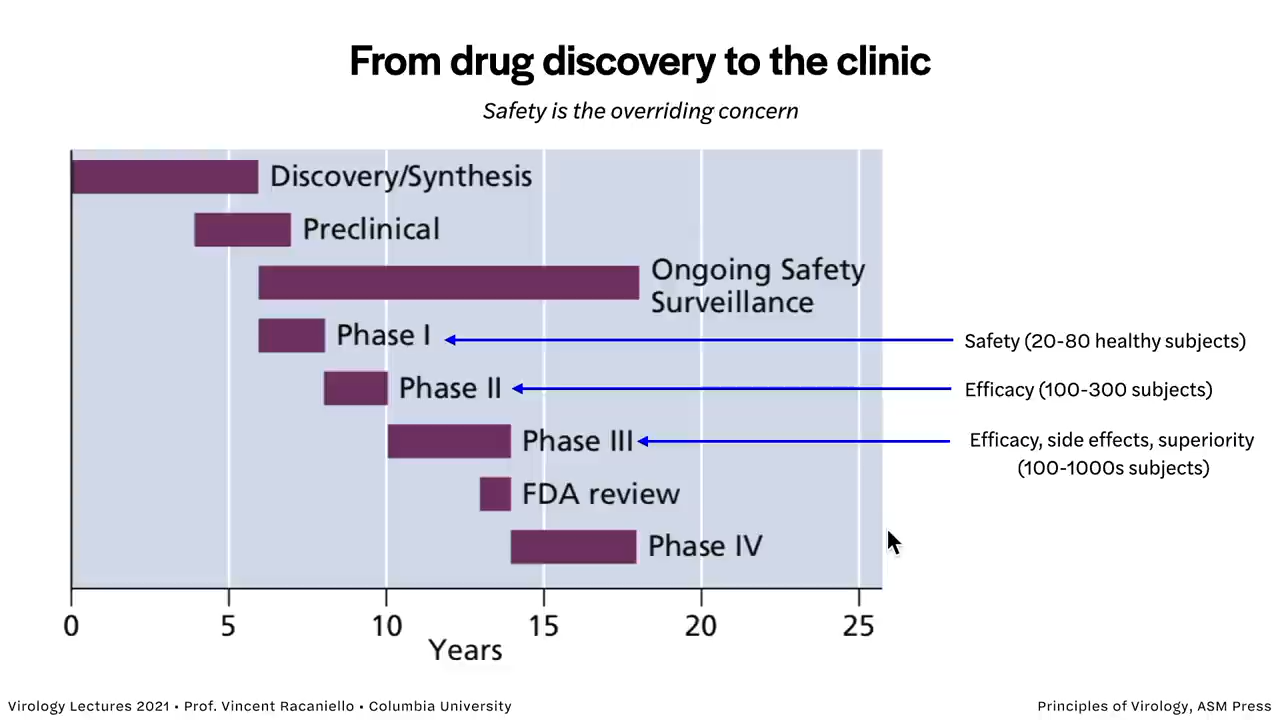 From drug discovery to the clinic
Safety is the overriding concern
Discovery/Synthesis
Preclinical
Ongoing Safety
Surveillance
Phase I
Safety (20-80 healthy subjects)
Phase II
Efficacy (100-300 subjects)
Phase III
Efficacy, side effects, superiority
(100-1000s subjects)
FDA review
Phase IV
0 5 10 15 20 25
Years
Virology Lectures 2021 • Prof. Vincent Racaniello • Columbia University
Principles of Virology, ASM Press